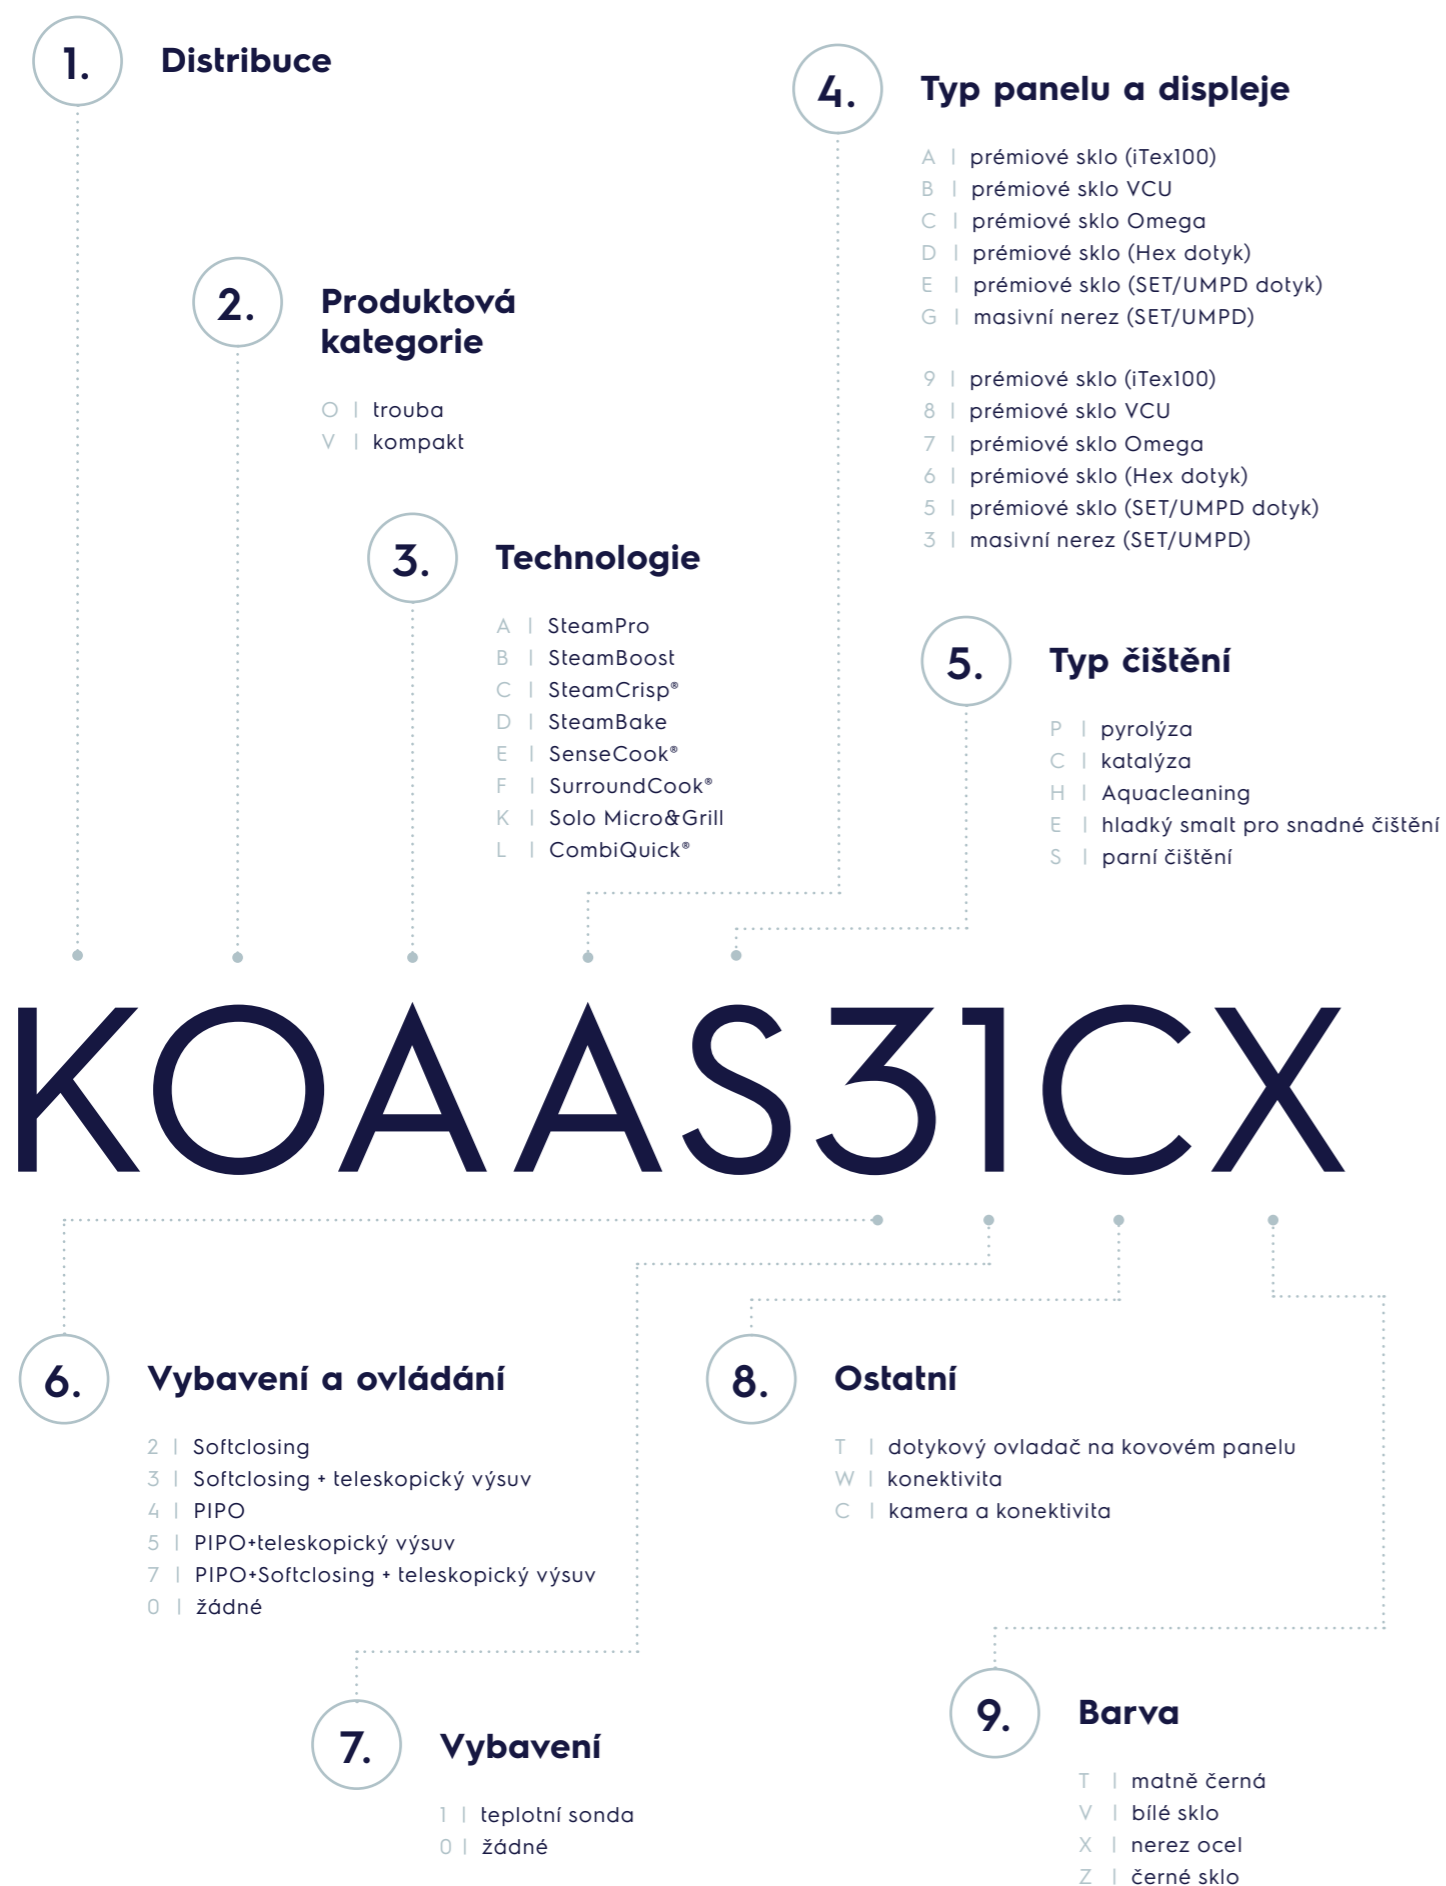 1. Distribuce
2. Produktová
kategorie
O | trouba
V | kompakt
3. Technologie
A | SteamPro
B | SteamBoost
C | SteamCrisp®
D | SteamBake
E | SenseCook®
F | SurroundCook®
K | Solo Micro&Grill
L | CombiQuick®
4. Typ panelu a displeje
A | prémiové sklo (iTex100)
B | prémiové sklo VCU
C | prémiové sklo Omega
D | prémiové sklo (Hex dotyk)
E | prémiové sklo (SET/UMPD dotyk)
G | masivní nerez (SET/UMPD)
9 | prémiové sklo (iTex100)
8 | prémiové sklo VCU
7 | prémiové sklo Omega
6 | prémiové sklo (Hex dotyk)
5 | prémiové sklo (SET/UMPD dotyk)
3 | masivní nerez (SET/UMPD)
5. Typ čištění
P | pyrolýza
C | katalýza
H | Aquacleaning
E | hladký smalt pro snadné čištění
S | parní čištění
KOAAS31CX
6. Vybavení a ovládání
2 | Softclosing
3 | Softclosing + teleskopický výsuv
4 | PIPO
5 | PIPO+teleskopický výsuv
7 | PIPO+Softclosing + teleskopický výsuv
0 | žádné
7. Vybavení
1 | teplotní sonda
0 | žádné
8. Ostatní
T | dotykový ovladač na kovovém panelu
W | konektivita
C | kamera a konektivita
9. Barva
T | matně černá
V | bílé sklo
X | nerez ocel
Z | černé sklo